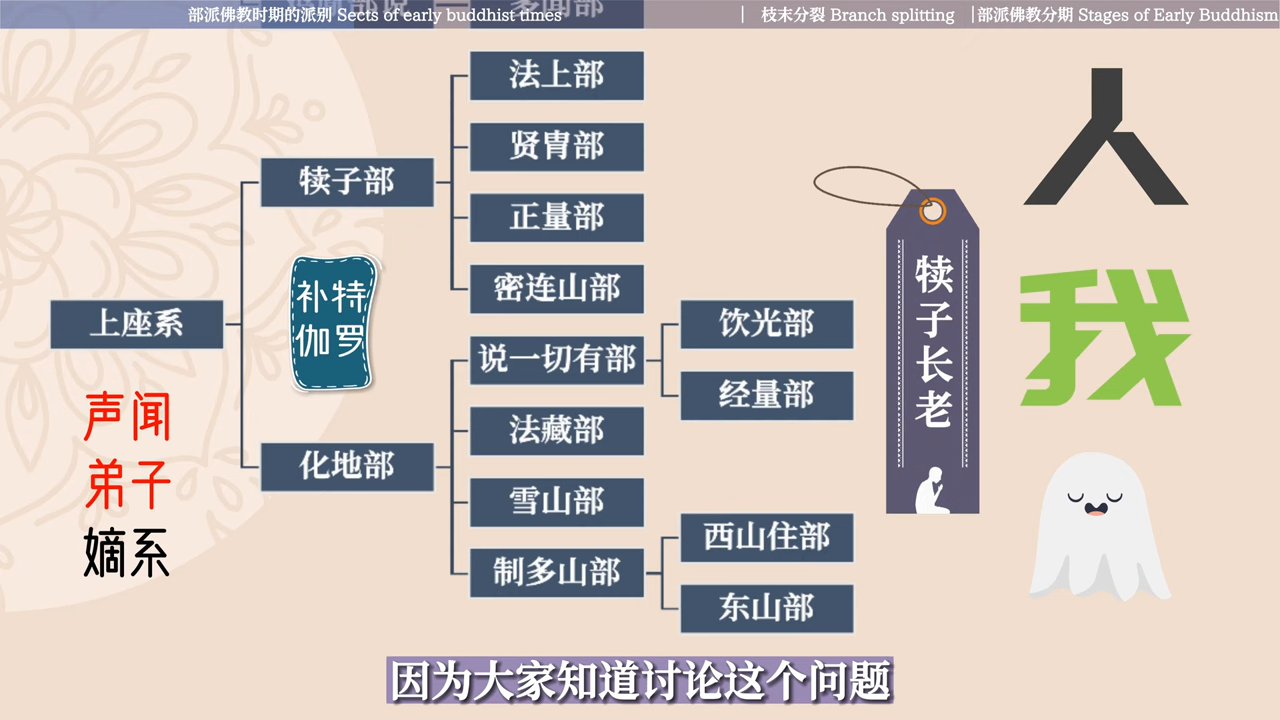 部派佛教时期的派别 Sects of early buddhist times
| 枝末分裂 Branch splitting
|部派佛教分期 Stages of Early Buddhism
法上部
贤胄部
犊子部
正量部
密连山部
补特
伽罗
上座系
饮光部
说一切有部
经量部
法藏部
化地部
雪山部
西山住部
制多山部
东山部
声闻
弟子
嫡系
犊子长老
人
我
因为大家知道讨论这个问题